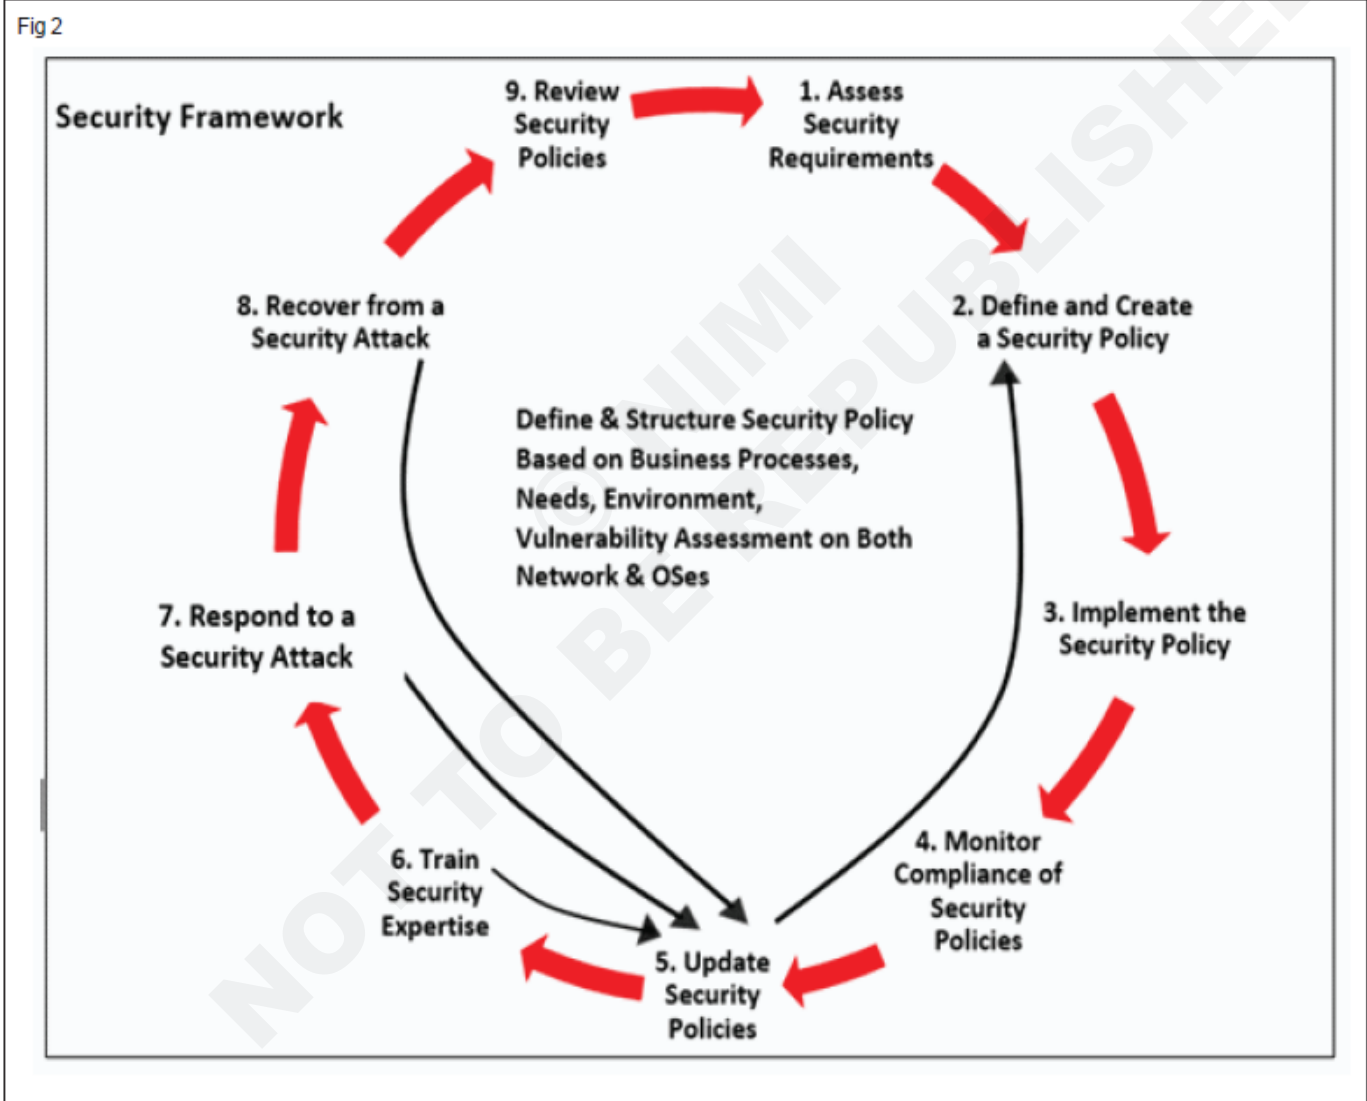 Fig 2
Security Framework
9. Review
Security
Policies
1. Assess
Security
Requirements
2. Define and Create
a Security Policy
3. Implement the
Security Policy
4. Monitor
Compliance of
Security
Policies
5. Update
Security
Policies
6. Train
Security
Expertise
7. Respond to a
Security Attack
8. Recover from a
Security Attack
Define & Structure Security Policy
Based on Business Processes,
Needs, Environment,
Vulnerability Assessment on Both
Network & OSes
© NIMI
NOT TO BE REPUBLISHED